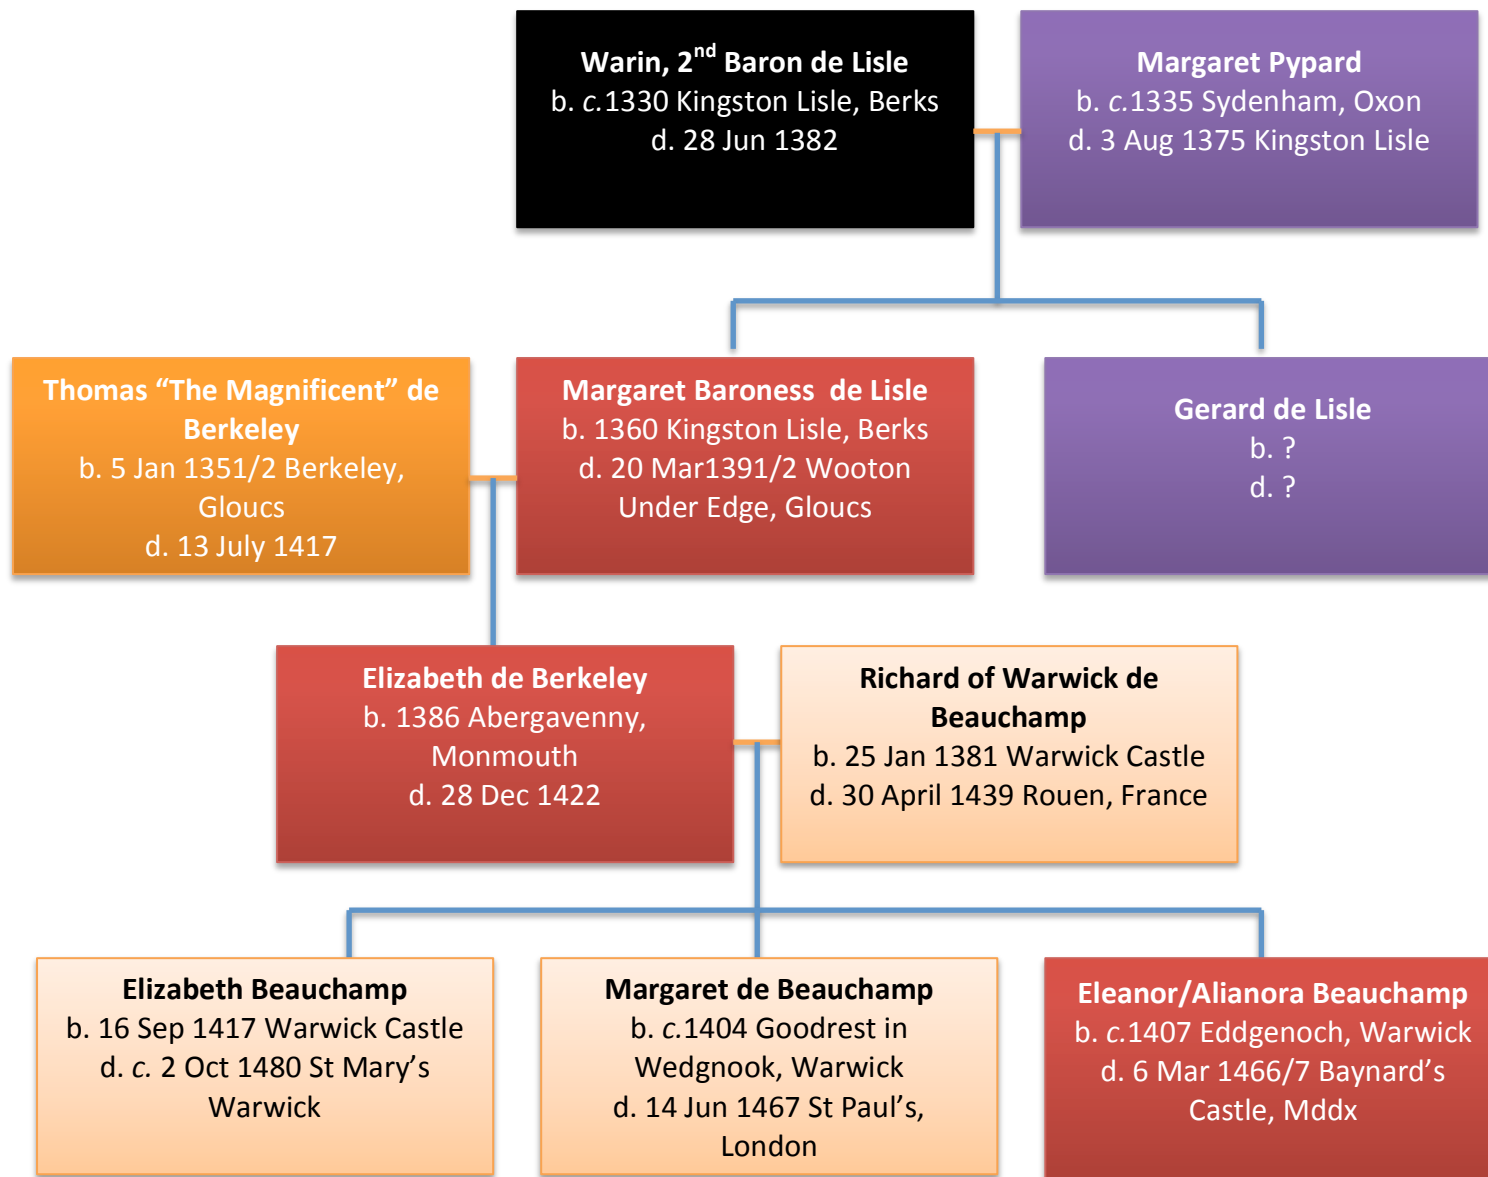 Warin, 2nd Baron de Lisle
b. c.1330 Kingston Lisle, Berks
d. 28 Jun 1382
Margaret Pypard
b. c.1335 Sydenham, Oxon
d. 3 Aug 1375 Kingston Lisle
Thomas “The Magnificent” de
Berkeley
b. 5 Jan 1351/2 Berkeley,
Gloucs
d. 13 July 1417
Margaret Baroness  de Lisle
b. 1360 Kingston Lisle, Berks
d. 20 Mar1391/2 Wooton
Under Edge, Gloucs
Gerard de Lisle
b. ?
d. ?
Elizabeth de Berkeley
b. 1386 Abergavenny,
Monmouth
d. 28 Dec 1422
Richard of Warwick de
Beauchamp
b. 25 Jan 1381 Warwick Castle
d. 30 April 1439 Rouen, France
Elizabeth Beauchamp
b. 16 Sep 1417 Warwick Castle
d. c. 2 Oct 1480 St Mary’s
Warwick
Margaret de Beauchamp
b. c.1404 Goodrest in
Wedgnook, Warwick
d. 14 Jun 1467 St Paul’s,
London
Eleanor/Alianora Beauchamp
b. c.1407 Eddgenoch, Warwick
d. 6 Mar 1466/7 Baynard’s
Castle, Mddx